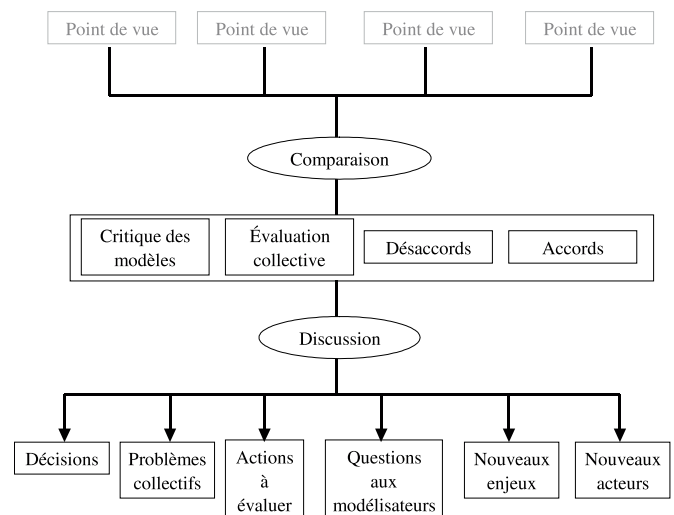 Point de vue
Point de vue
Point de vue
Point de vue
Comparaison
Critique des
modèles
Évaluation
collective
Désaccords
Accords
Discussion
Décisions
Problèmes
collectifs
Actions
à
évaluer
Questions
aux
modélisateurs
Nouveaux
enjeux
Nouveaux
acteurs